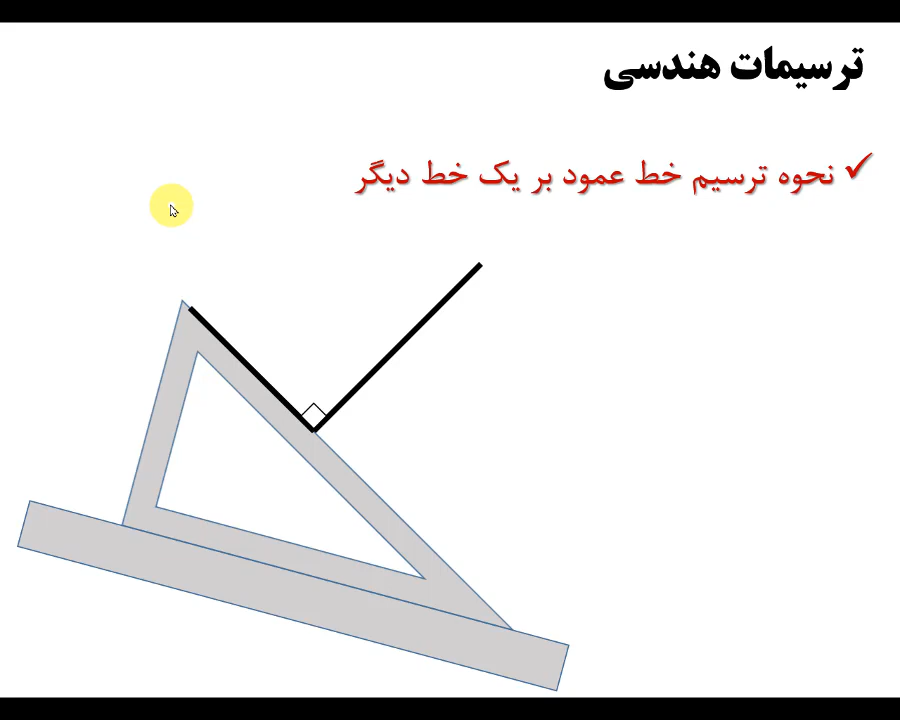 ترسیمات هندسی
✓ نحوه ترسیم خط عمود بر یک خط دیگر